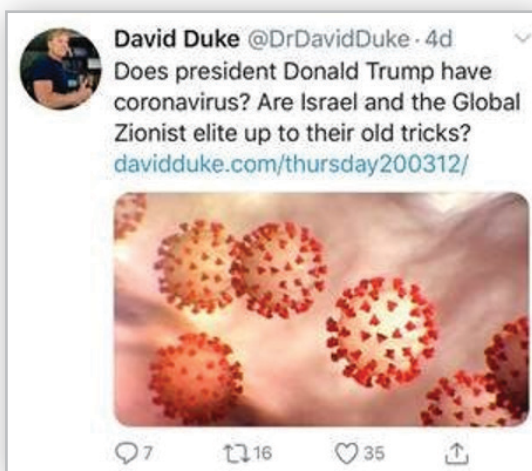 David Duke @DrDavidDuke · 4d
Does president Donald Trump have
coronavirus? Are Israel and the Global
Zionist elite up to their old tricks?
davidduke.com/thursday200312/
7 16 35